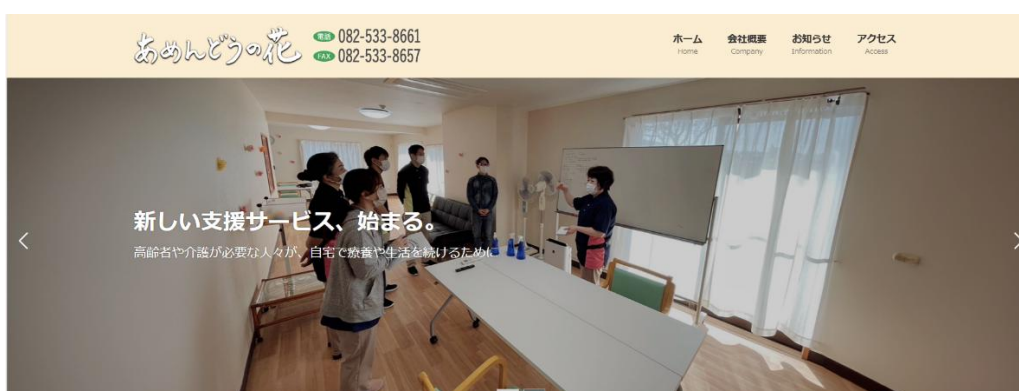 あめんどうの花
電話 082-533-8661
FAX 082-533-8657
ホーム
Home
会社概要
Company
お知らせ
Information
アクセス
Access
新しい支援サービス、始まる。
高齢者や介護が必要な人々が、自宅で療養や生活を続けるために